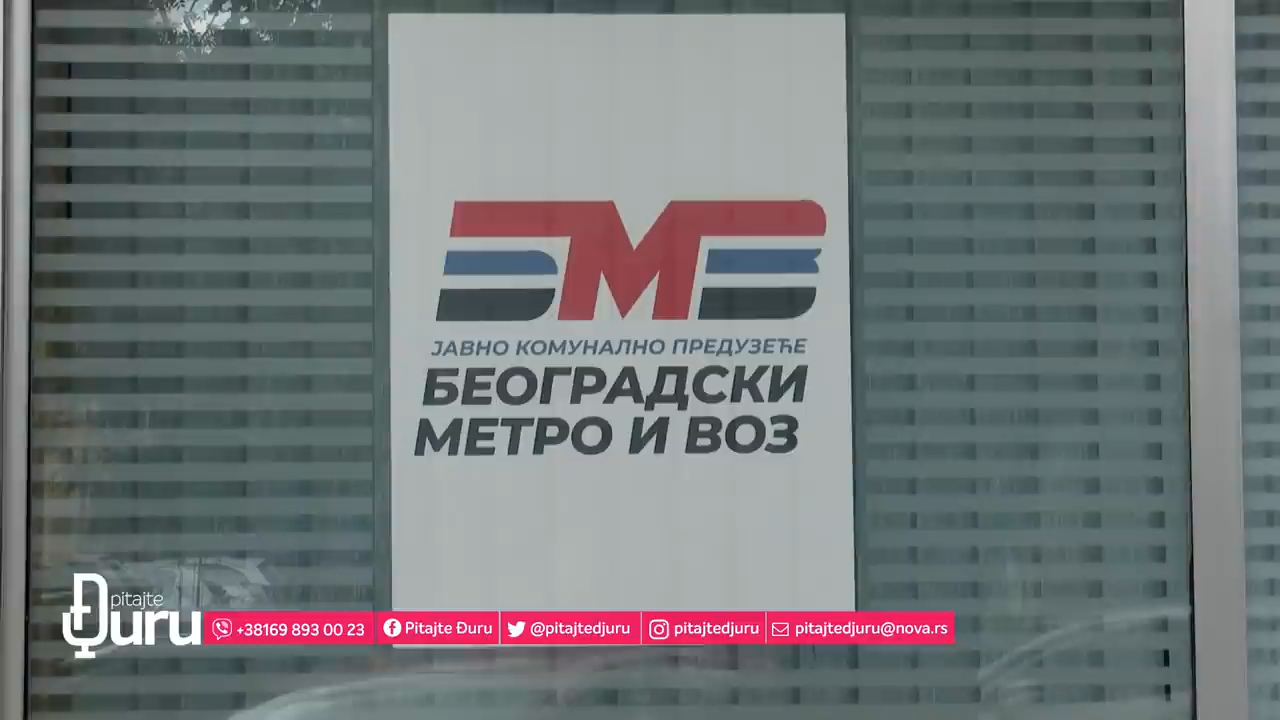 БМВ
ЈАВНО КОМУНАЛНО ПРЕДУЗЕЋЕ
БЕОГРАДСКИ
МЕТРО И ВОЗ
pitajte
Đuru
+38169 893 00 23
Pitajte Đuru
@pitajtedjuru
pitajtedjuru
pitajtedjuru@nova.rs